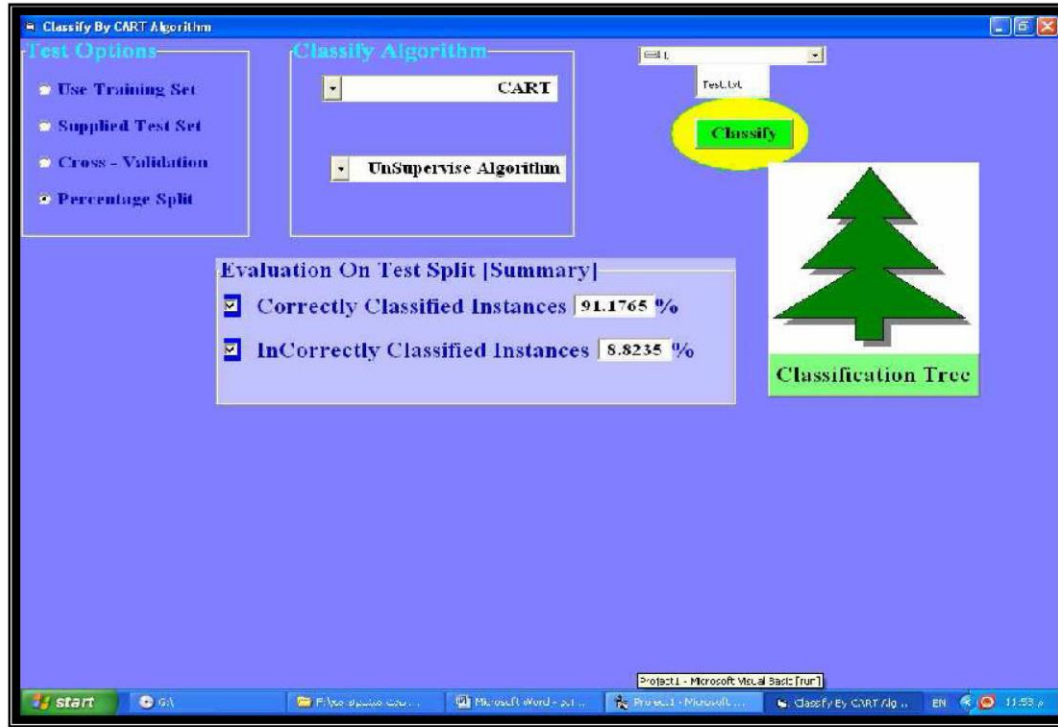 Classify By CART Algorithm
Test Options
Use Training Set
Supplied Test Set
Cross - Validation
Percentage Split
Classify Algorithm
CART
UnSupervise Algorithm
Test.txt
Classify
Classification Tree
Evaluation On Test Split [Summary]
Correctly Classified Instances 91.1765 %
InCorrectly Classified Instances 8.8235 %
Project1 - Microsoft Visual Basic [run]
start
G:\
Microsoft Word -
Project1 - Microsoft ...
Classify By CART Alg ...
EN
11:53